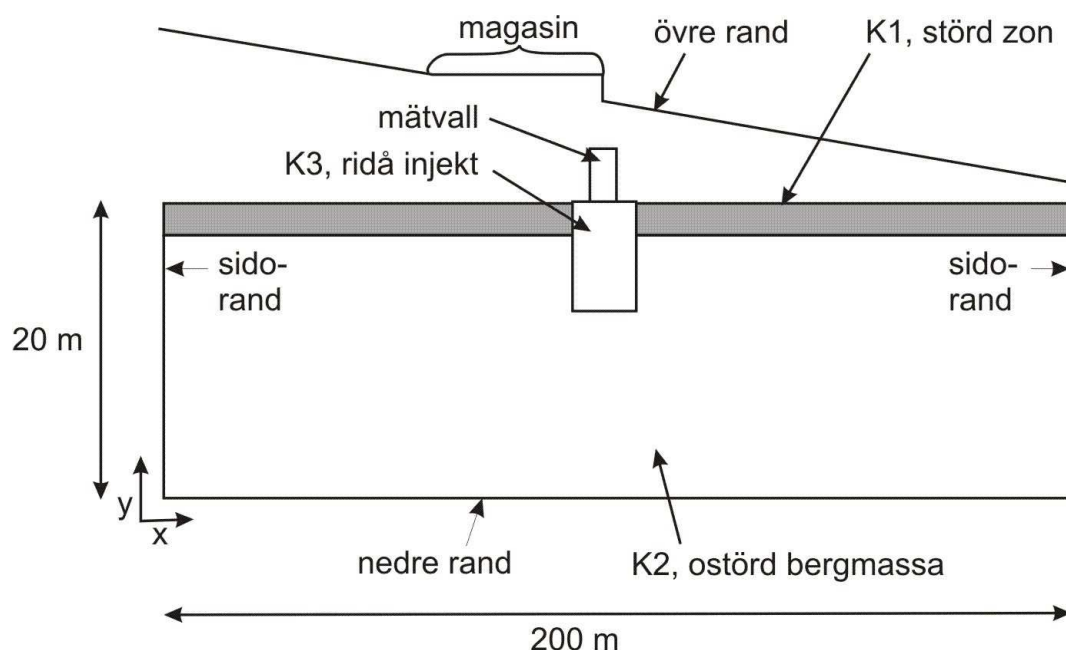 magasin
övre rand
K1, störd zon
mätvall
K3, ridå injekt
sido-
rand
sido-
rand
20 m
y
x
nedre rand
K2, ostörd bergmassa
200 m